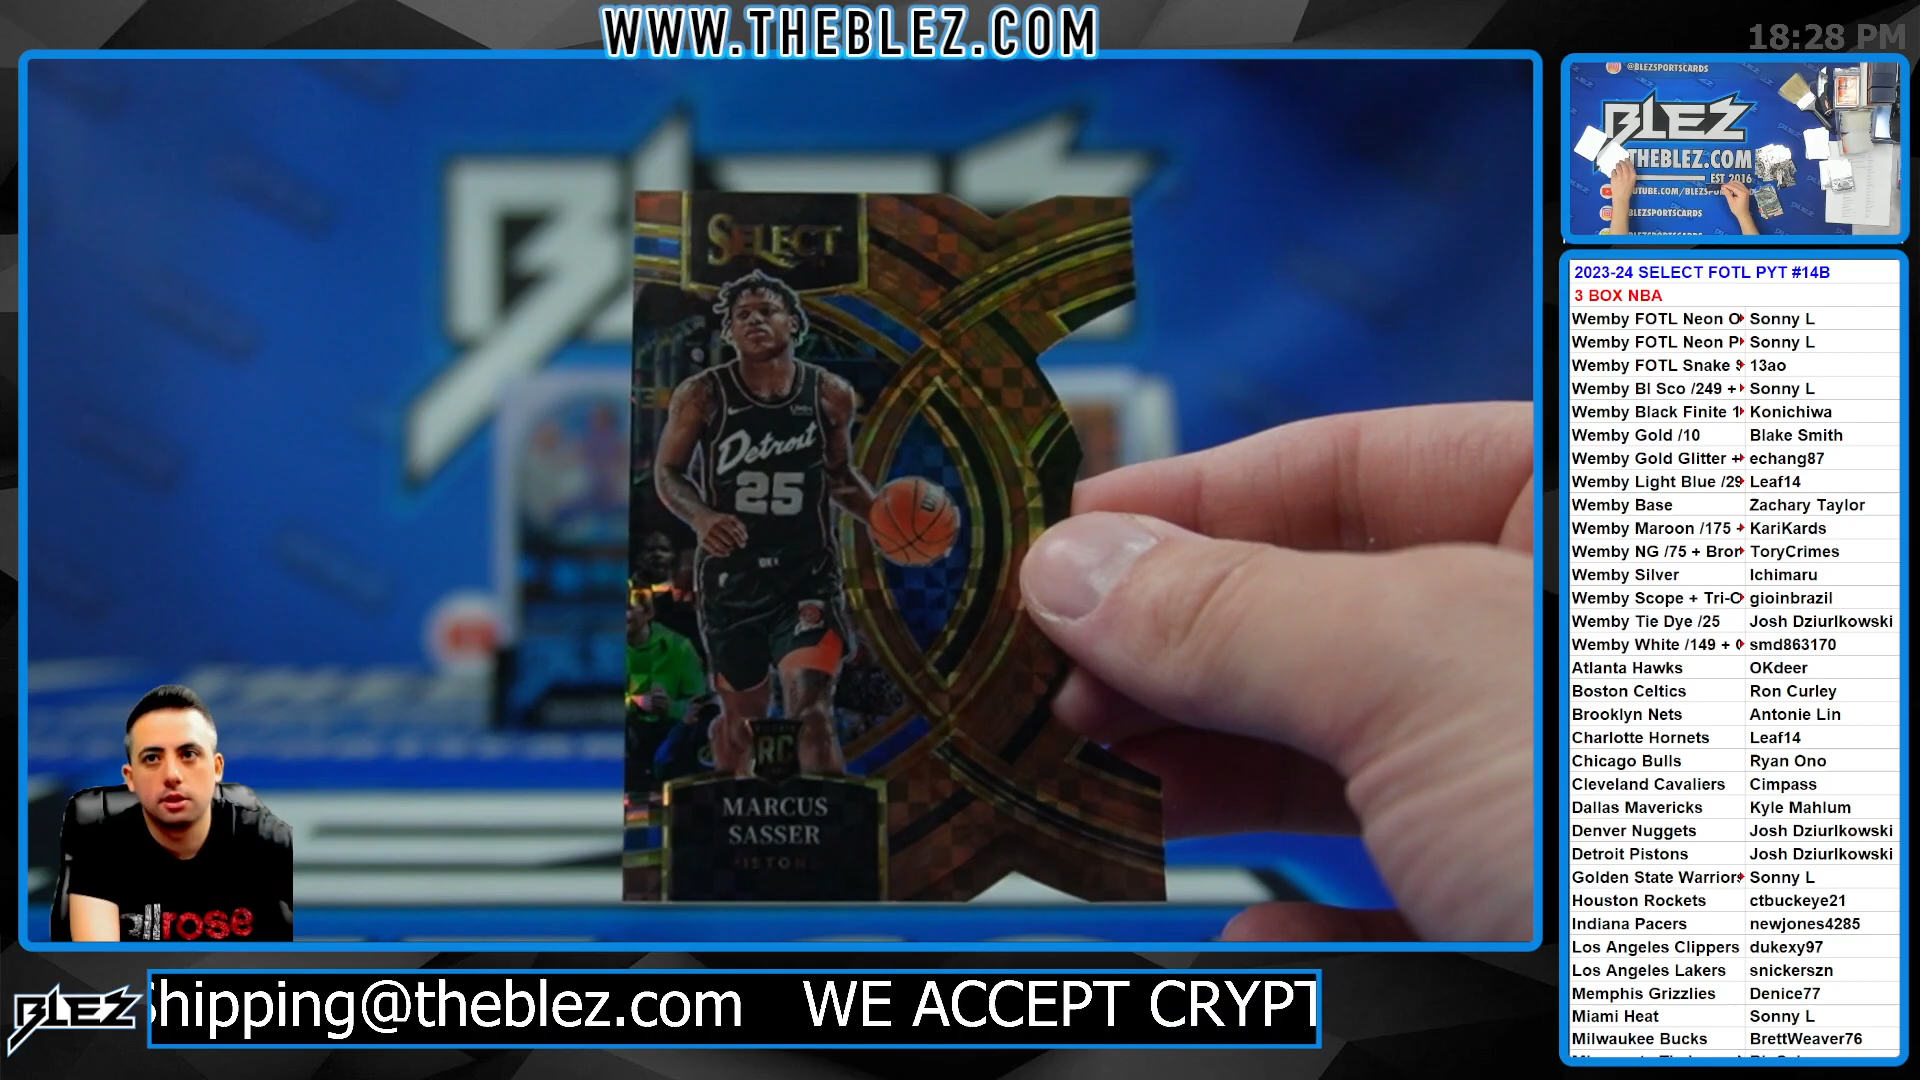 WWW.THEBLEZ.COM
18:28 PM
@BLEZSPORTSCARDS
BLEZ
THEBLEZ.COM
EST 2016
BLEZSPORTSCARDS
BLEZ
SELECT
Detroit
25
RC
MARCUS
SASSER
PISTONS
2023-24 SELECT FOTL PYT #14B
3 BOX NBA
Wemby FOTL Neon O Sonny L
Wemby FOTL Neon P Sonny L
Wemby FOTL Snake S 13ao
Wemby Bl Sco /249 + Sonny L
Wemby Black Finite 1 Konichiwa
Wemby Gold /10 Blake Smith
Wemby Gold Glitter + echang87
Wemby Light Blue /29 Leaf14
Wemby Base Zachary Taylor
Wemby Maroon /175 + KariKards
Wemby NG /75 + Bron ToryCrimes
Wemby Silver Ichimaru
Wemby Scope + Tri-C gioinbrazil
Wemby Tie Dye /25 Josh Dziurlkowski
Wemby White /149 + smd863170
Atlanta Hawks OKdeer
Boston Celtics Ron Curley
Brooklyn Nets Antonie Lin
Charlotte Hornets Leaf14
Chicago Bulls Ryan Ono
Cleveland Cavaliers Cimpass
Dallas Mavericks Kyle Mahlum
Denver Nuggets Josh Dziurlkowski
Detroit Pistons Josh Dziurlkowski
Golden State Warriors Sonny L
Houston Rockets ctbuckeye21
Indiana Pacers newjones4285
Los Angeles Clippers dukexy97
Los Angeles Lakers snickerszn
Memphis Grizzlies Denice77
Miami Heat Sonny L
Milwaukee Bucks BrettWeaver76
rose
BLEZ
shipping@theblez.com WE ACCEPT CRYPT